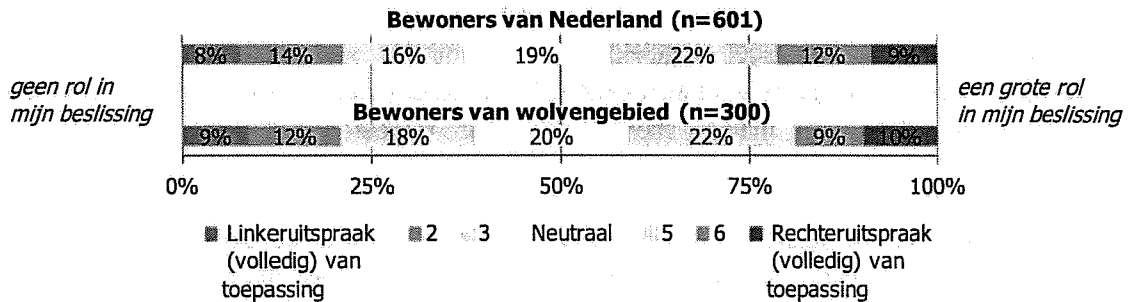 Bewoners van Nederland (n=601)
8% 14% 16% 19% 22% 12% 9%
geen rol in
mijn beslissing
een grote rol
in mijn beslissing
Bewoners van wolvengebied (n=300)
9% 12% 18% 20% 22% 9% 10%
0% 25% 50% 75% 100%
Linkeruitspraak
(volledig) van
toepassing
2
3
Neutraal
5
6
Rechteruitspraak
(volledig) van
toepassing